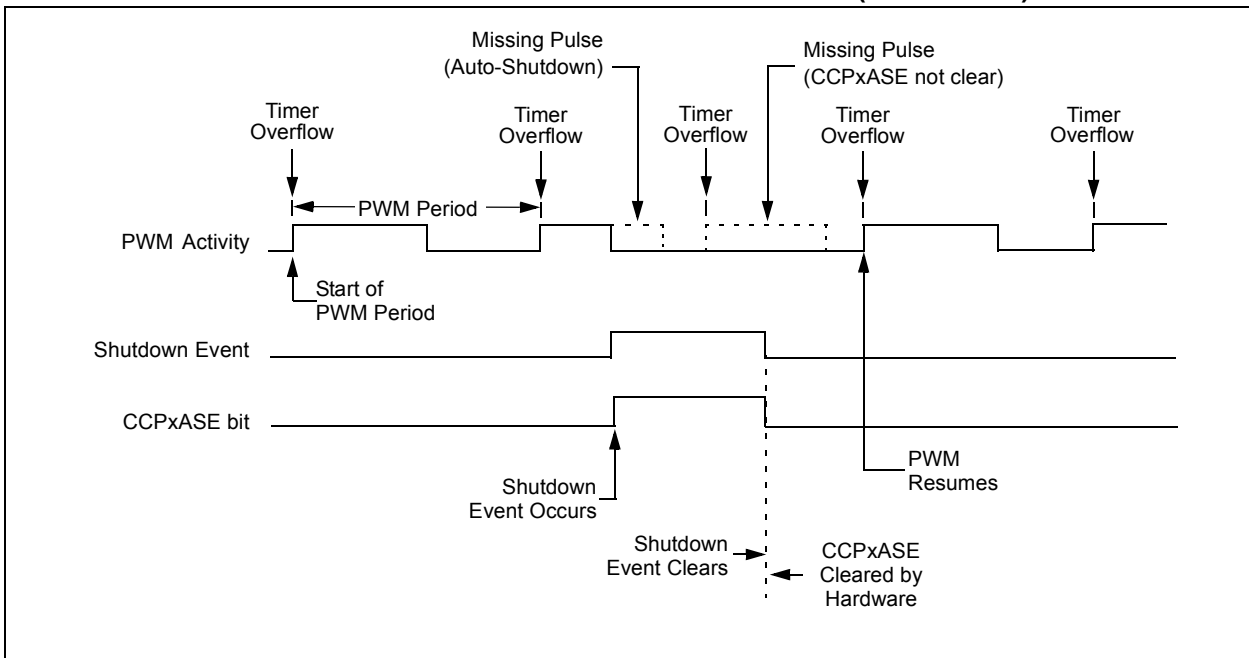 Missing Pulse
(Auto-Shutdown)
Missing Pulse
(CCPxASE not clear)
Timer
Overflow
Timer
Overflow
Timer
Overflow
Timer
Overflow
Timer
Overflow
PWM Period
PWM Activity
Start of
PWM Period
Shutdown Event
CCPxASE bit
Shutdown
Event Occurs
PWM
Resumes
Shutdown
Event Clears
CCPxASE
Cleared by
Hardware